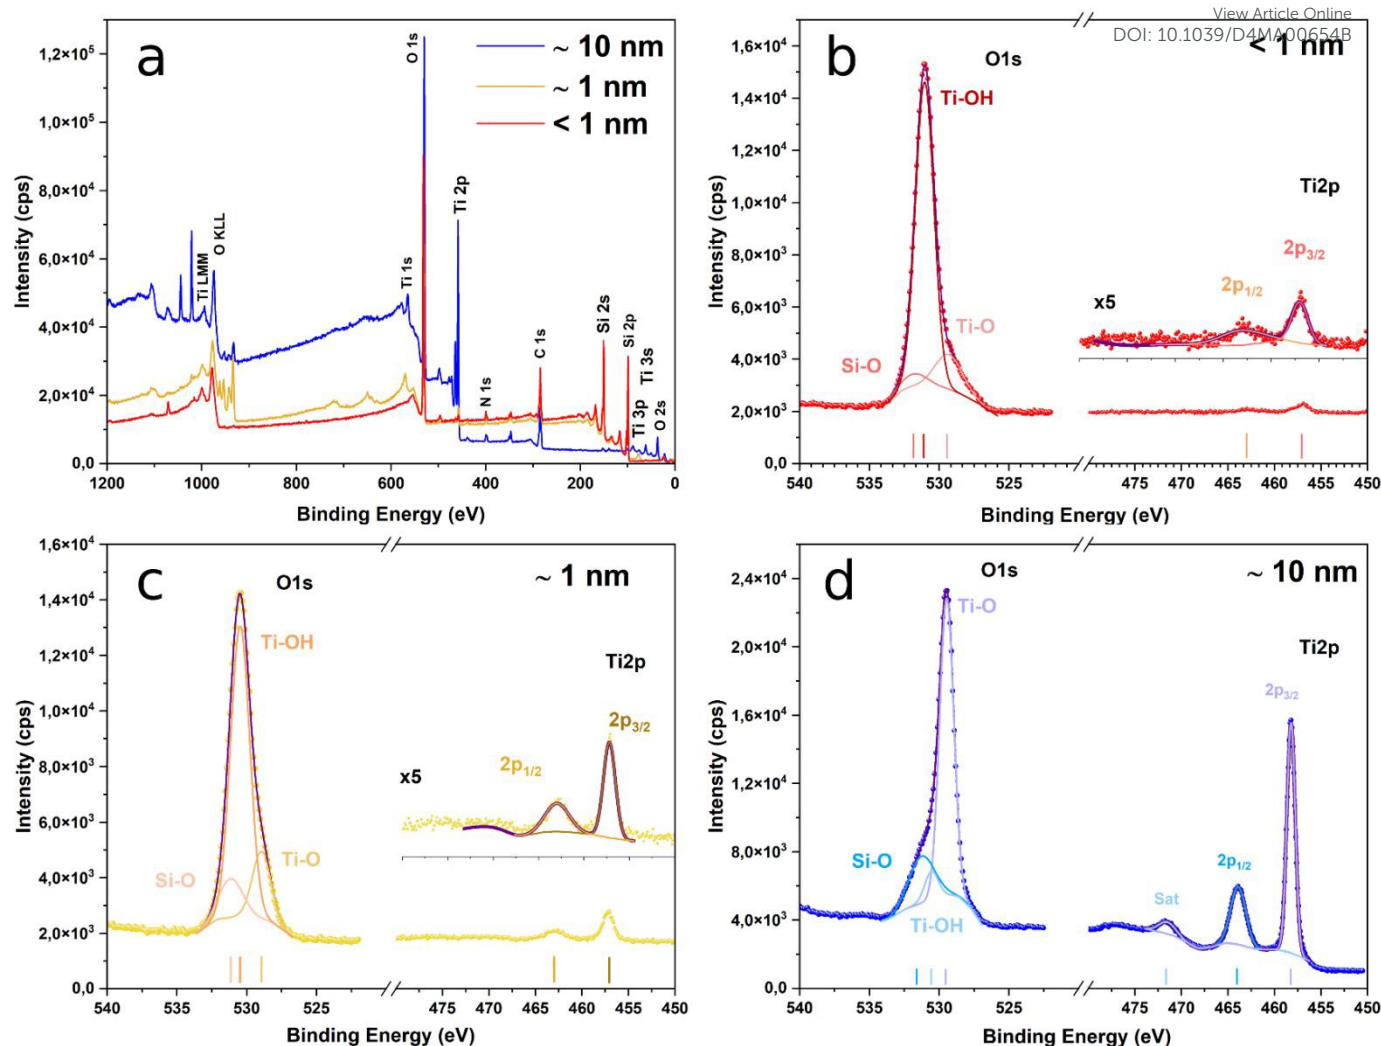 View Article Online
DOI: 10.1039/D4MA00654B
a
~ 10 nm
~ 1 nm
< 1 nm
1,2×10⁵
1,0×10⁵
8,0×10⁴
6,0×10⁴
4,0×10⁴
2,0×10⁴
0,0
Intensity (cps)
Ti LMM
O KLL
Ti 1s
O 1s
Ti 2p
N 1s
C 1s
Si 2s
Si 2p
Ti 3p
Ti 3s
O 2s
1200 1000 800 600 400 200 0
Binding Energy (eV)
b
< 1 nm
O1s
Ti-OH
Ti-O
Si-O
Ti2p
2p3/2
2p1/2
x5
1,6×10⁴
1,4×10⁴
1,2×10⁴
1,0×10⁴
8,0×10³
6,0×10³
4,0×10³
2,0×10³
0,0
Intensity (cps)
540 535 530 525 475 470 465 460 455 450
Binding Energy (eV)
c
~ 1 nm
O1s
Ti-OH
Ti-O
Si-O
Ti2p
2p3/2
2p1/2
x5
1,6×10⁴
1,4×10⁴
1,2×10⁴
1,0×10⁴
8,0×10³
6,0×10³
4,0×10³
2,0×10³
0,0
Intensity (cps)
540 535 530 525 475 470 465 460 455 450
Binding Energy (eV)
d
~ 10 nm
O1s
Ti-O
Si-O
Ti-OH
Ti2p
2p3/2
2p1/2
Sat
2,4×10⁴
2,0×10⁴
1,6×10⁴
1,2×10⁴
8,0×10³
4,0×10³
0,0
Intensity (cps)
540 535 530 525 475 470 465 460 455 450
Binding Energy (eV)